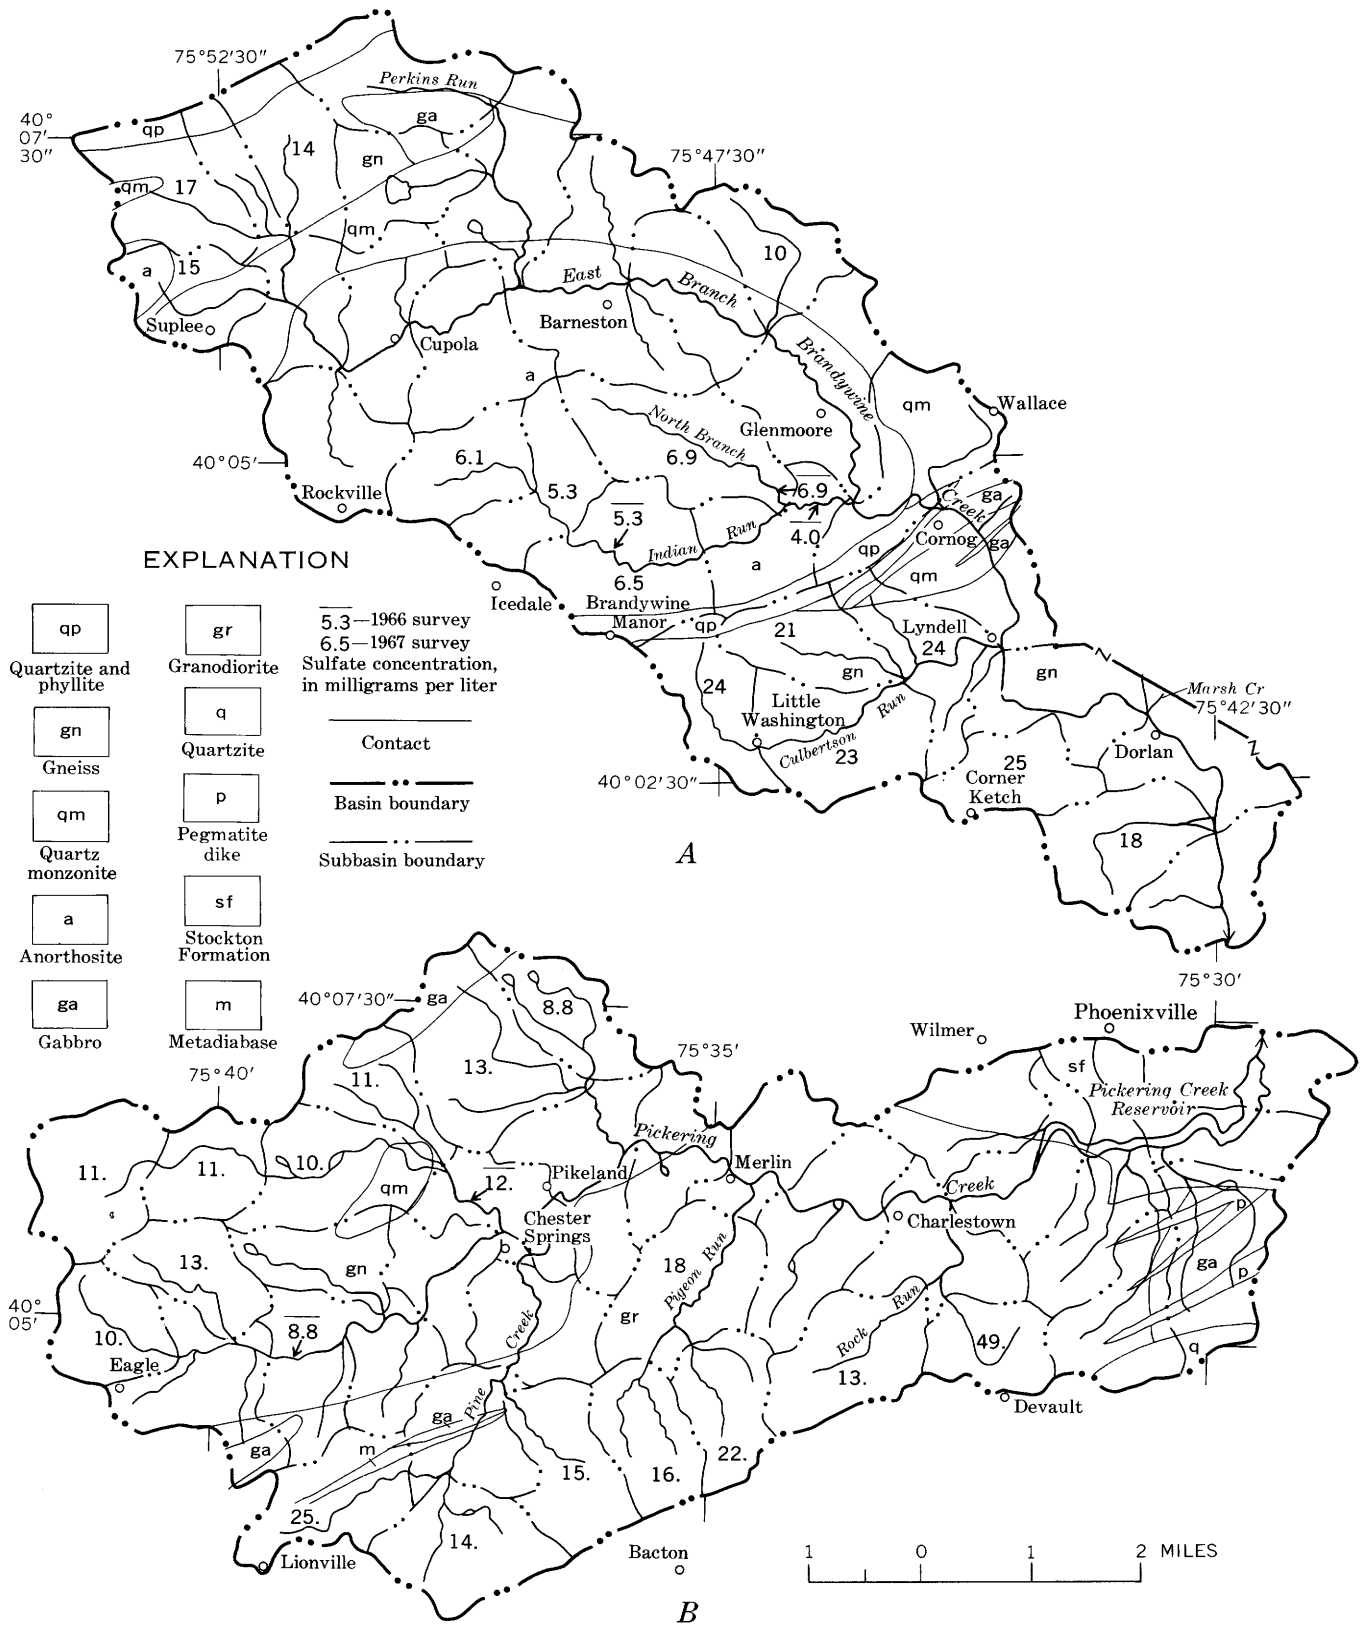 A
75°52'30"
Perkins Run
40°
07'
30"
qp
ga
14
gn
75°47'30"
qm
17
qm
10
a
15
East
Branch
Suplee
Barneston
Cupola
Brandywine
a
qm
Wallace
North Branch
Glenmoore
40°05'
6.1
6.9
Rockville
5.3
6.9
Creek
ga
5.3
4.0
Cornog
ga
Indian
Run
qp
a
qm
6.5
Icedale
Brandywine
Manor
qp
21
Lyndell
24
gn
gn
24
Little
Washington
Run
Marsh Cr
75°42'30"
Culbertson
23
25
Dorlan
40°02'30"
Corner
Ketch
18
EXPLANATION
qp
Quartzite and
phyllite
gn
Gneiss
qm
Quartz
monzonite
a
Anorthosite
ga
Gabbro
gr
Granodiorite
q
Quartzite
p
Pegmatite
dike
sf
Stockton
Formation
m
Metadiabase
5.3—1966 survey
6.5—1967 survey
Sulfate concentration,
in milligrams per liter
Contact
Basin boundary
Subbasin boundary
75°30'
40°07'30"
ga
8.8
Phoenixville
Wilmer
75°35'
75°40'
13.
11.
sf
Pickering Creek
Reservoir
Pickering
11.
11.
10.
12.
Pikeland
Merlin
qm
Creek
p
Chester
Springs
Charlestown
13.
gn
18
Pigeon Run
ga
p
40°
05'
10.
8.8
Creek
gr
Rock
Run
49.
q
Eagle
13.
Pine
Devault
ga
ga
m
15.
16.
22.
25.
14.
Lionville
Bacton
1 0 1 2 MILES
B